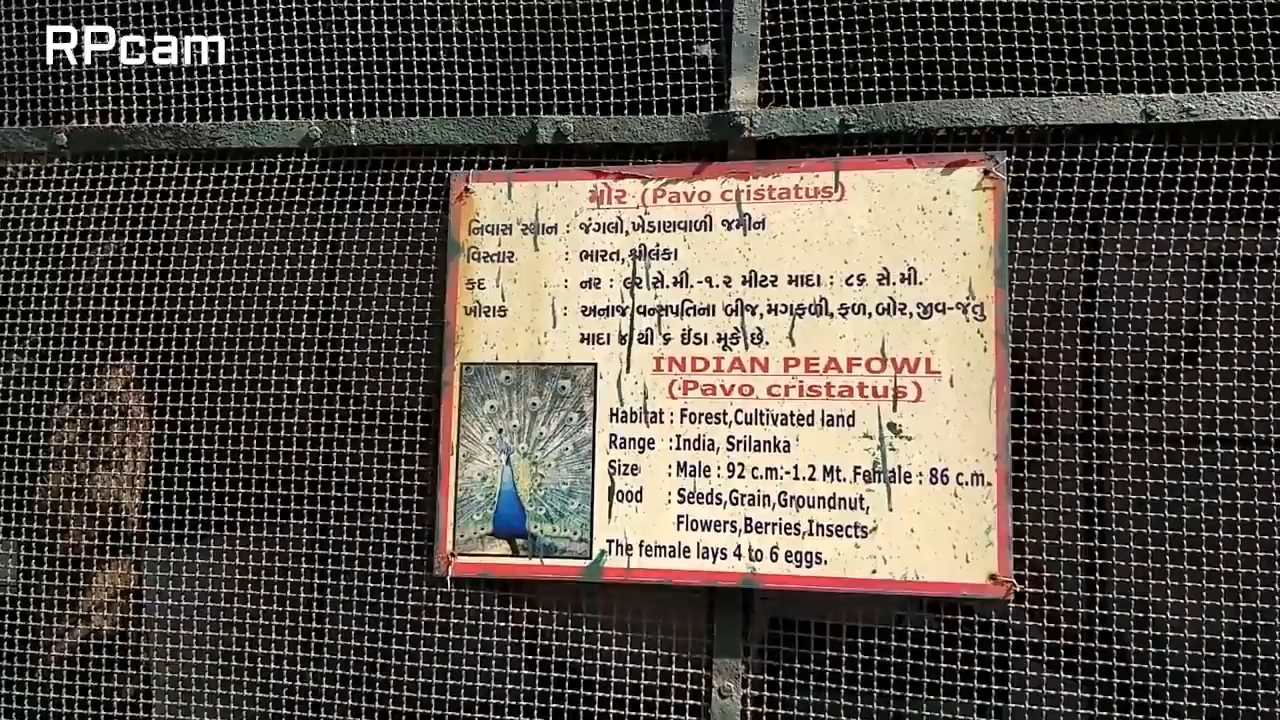 RPcam
મોર (Pavo cristatus)
નિવાસ સ્થાન : જંગલો,ખેડાણવાળી જમીન
વિસ્તાર : ભારત,શ્રીલંકા
કદ : નર : ૯૨ સે.મી.-૧.૨ મીટર માદા : ૮૬ સે.મી.
ખોરાક : અનાજ,વનસ્પતિના બીજ,મગફળી,ફળ,બોર,જીવ-જંતુ
માદા ૪ થી ૬ ઈંડા મૂકે છે.
INDIAN PEAFOWL
(Pavo cristatus)
Habitat : Forest,Cultivated land
Range : India, Srilanka
Size : Male : 92 c.m.-1.2 Mt. Female : 86 c.m.
Food : Seeds,Grain,Groundnut,
Flowers,Berries,Insects
The female lays 4 to 6 eggs.